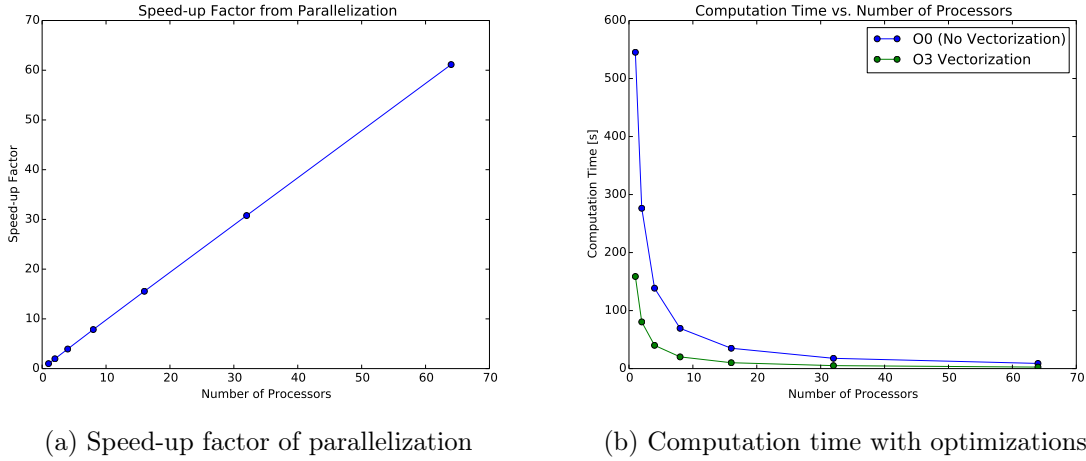 Speed-up Factor from Parallelization
70
60
50
40
30
20
10
0
Speed-up Factor
0 10 20 30 40 50 60 70
Number of Processors
(a) Speed-up factor of parallelization
Computation Time vs. Number of Processors
600
500
400
300
200
100
0
Computation Time [s]
O0 (No Vectorization)
O3 Vectorization
0 10 20 30 40 50 60 70
Number of Processors
(b) Computation time with optimizations